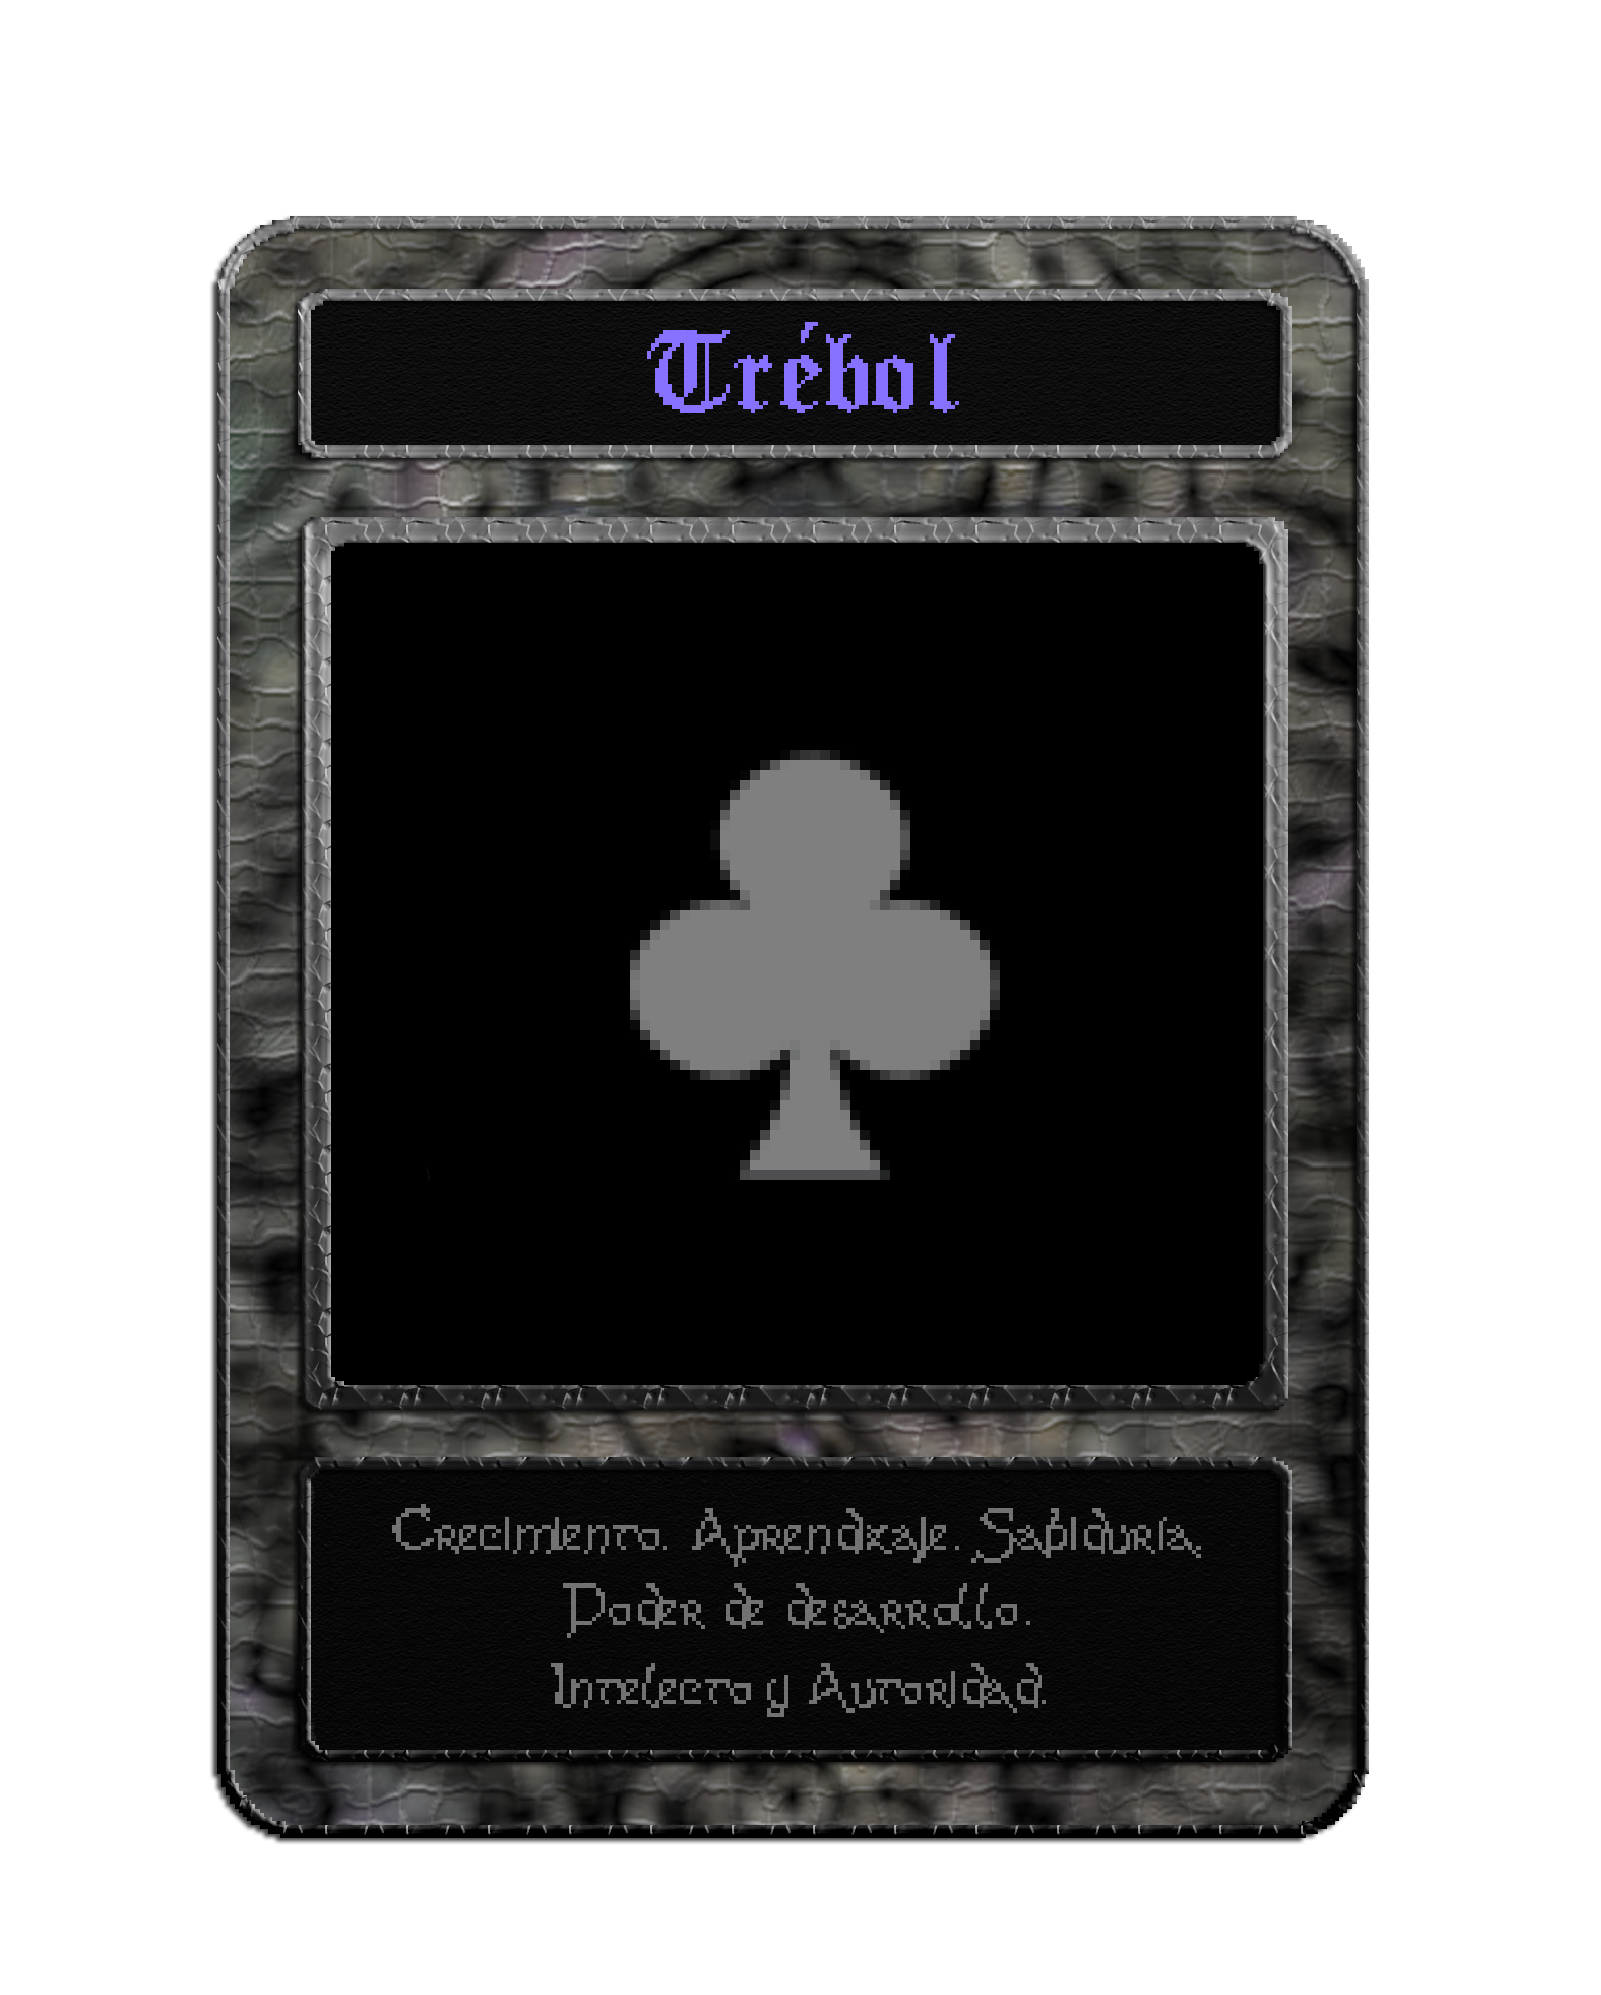 Trébol
Crecimiento. Aprendizaje. Sabiduría,
Poder de desarrollo.
Intelecto y Autoridad.